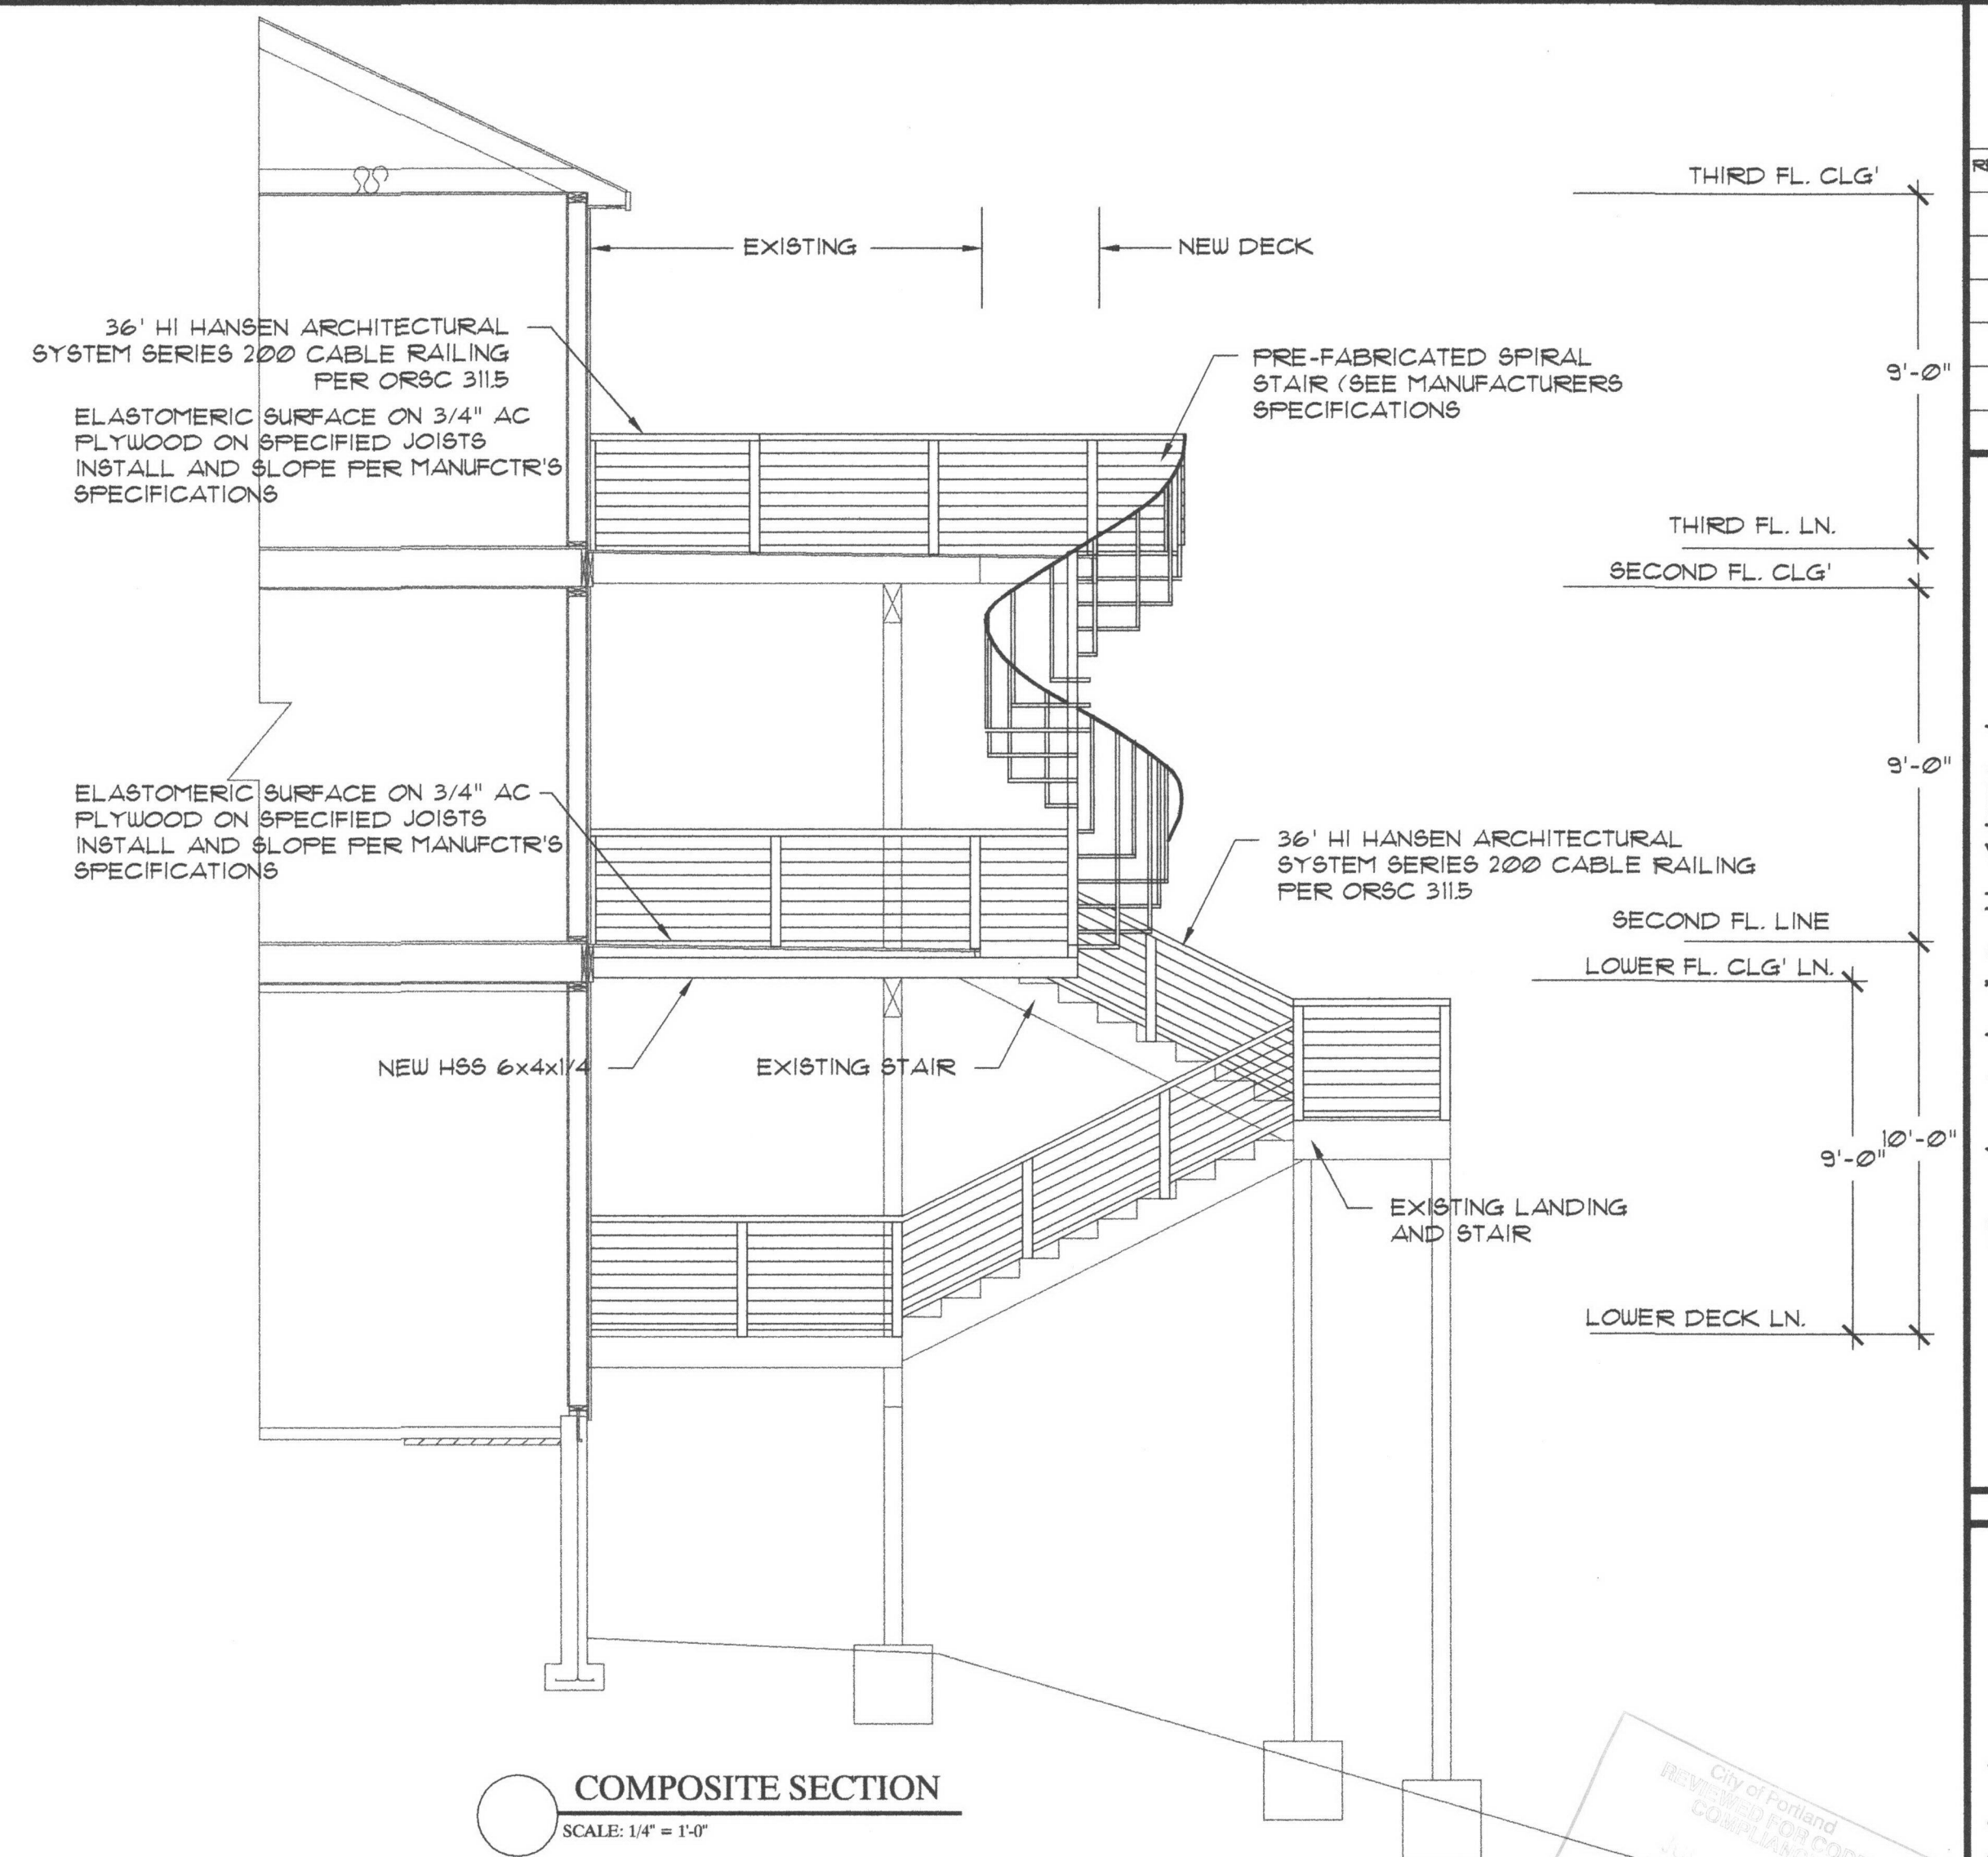 THIRD FL. CLG'
EXISTING
NEW DECK
36' HI HANSEN ARCHITECTURAL
SYSTEM SERIES 200 CABLE RAILING
PER ORSC 311.5
ELASTOMERIC SURFACE ON 3/4" AC
PLYWOOD ON SPECIFIED JOISTS
INSTALL AND SLOPE PER MANUFCTR'S
SPECIFICATIONS
PRE-FABRICATED SPIRAL
STAIR (SEE MANUFACTURERS
SPECIFICATIONS
9'-0"
THIRD FL. LN.
SECOND FL. CLG'
9'-0"
ELASTOMERIC SURFACE ON 3/4" AC
PLYWOOD ON SPECIFIED JOISTS
INSTALL AND SLOPE PER MANUFCTR'S
SPECIFICATIONS
36' HI HANSEN ARCHITECTURAL
SYSTEM SERIES 200 CABLE RAILING
PER ORSC 311.5
SECOND FL. LINE
LOWER FL. CLG' LN.
NEW HSS 6x4x1/4
EXISTING STAIR
10'-0"
9'-0"
EXISTING LANDING
AND STAIR
LOWER DECK LN.
COMPOSITE SECTION
SCALE: 1/4" = 1'-0"
City of Portland
REVIEWED FOR CODE
COMPLIANCE